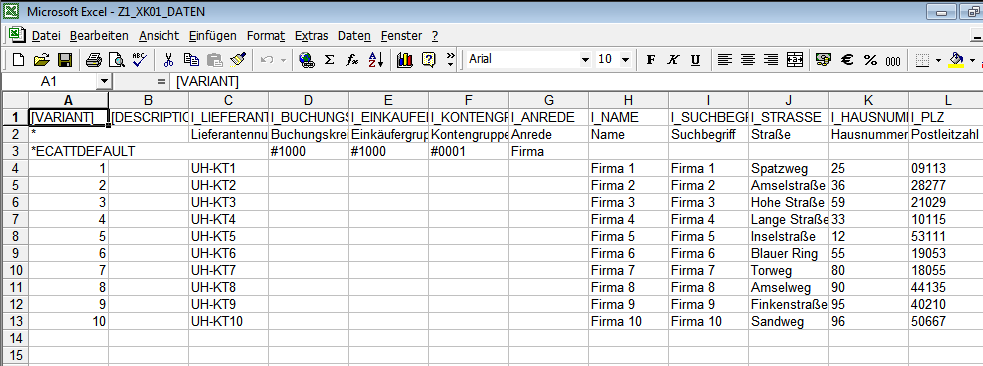 Microsoft Excel - Z1_XK01_DATEN
Datei Bearbeiten Ansicht Einfügen Format Extras Daten Fenster ?
Arial 10 F K U % 000
A1 = [VARIANT]
A B C D E F G H I J K L
1 [VARIANT] [DESCRIPTIO I_LIEFERANT I_BUCHUNGS I_EINKAUFE I_KONTENGR I_ANREDE I_NAME I_SUCHBEGR I_STRASSE I_HAUSNUMI I_PLZ
2 * Lieferantennu Buchungskre Einkäufergrup Kontengruppe Anrede Name Suchbegriff Straße Hausnummer Postleitzahl
3 *ECATTDEFAULT #1000 #1000 #0001 Firma
4 1 UH-KT1 Firma 1 Firma 1 Spatzweg 25 09113
5 2 UH-KT2 Firma 2 Firma 2 Amselstraße 36 28277
6 3 UH-KT3 Firma 3 Firma 3 Hohe Straße 59 21029
7 4 UH-KT4 Firma 4 Firma 4 Lange Straße 33 10115
8 5 UH-KT5 Firma 5 Firma 5 Inselstraße 12 53111
9 6 UH-KT6 Firma 6 Firma 6 Blauer Ring 55 19053
10 7 UH-KT7 Firma 7 Firma 7 Torweg 80 18055
11 8 UH-KT8 Firma 8 Firma 8 Amselweg 90 44135
12 9 UH-KT9 Firma 9 Firma 9 Finkenstraße 95 40210
13 10 UH-KT10 Firma 10 Firma 10 Sandweg 96 50667
14
15